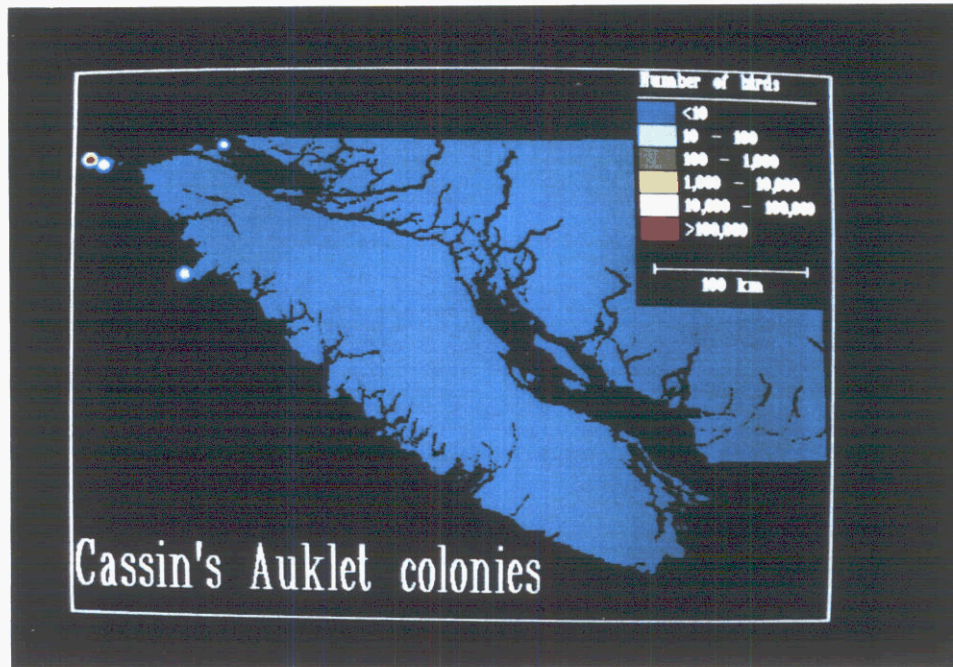 Number of birds
<10
10 - 100
100 - 1,000
1,000 - 10,000
10,000 - 100,000
>100,000
100 km
Cassin's Auklet colonies